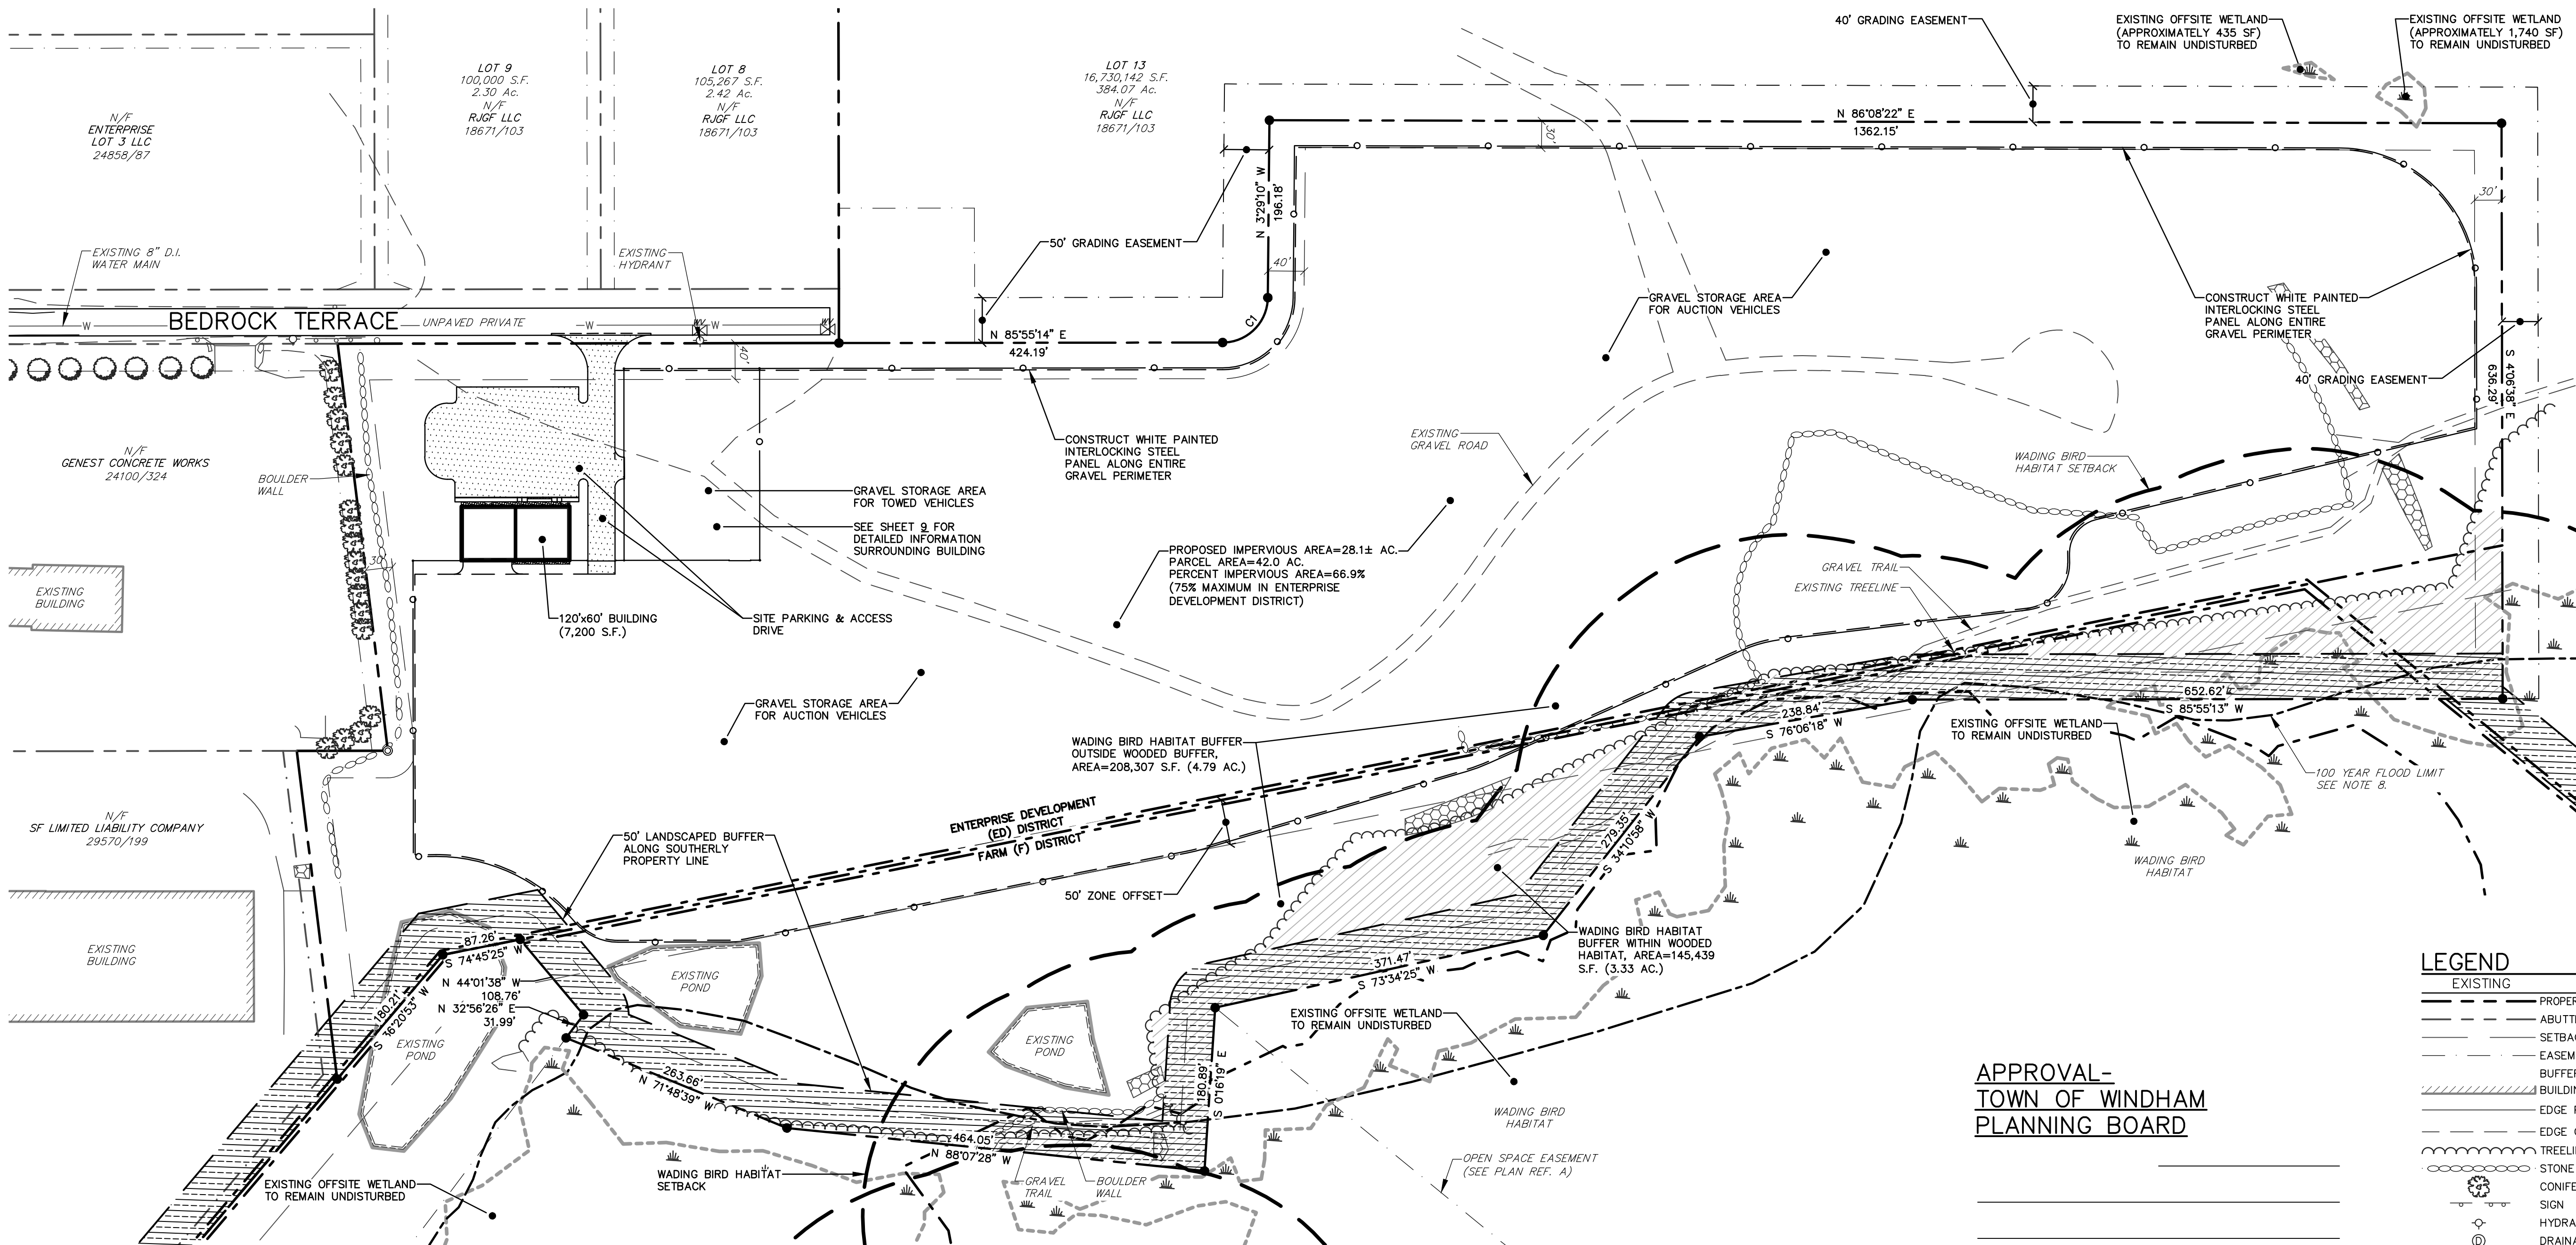 40' GRADING EASEMENT
EXISTING OFFSITE WETLAND
(APPROXIMATELY 435 SF)
TO REMAIN UNDISTURBED
EXISTING OFFSITE WETLAND
(APPROXIMATELY 1,740 SF)
TO REMAIN UNDISTURBED
N/F
ENTERPRISE
LOT 3 LLC
24858/87
LOT 9
100,000 S.F.
2.30 Ac.
N/F
RJGF LLC
18671/103
LOT 8
105,267 S.F.
2.42 Ac.
N/F
RJGF LLC
18671/103
LOT 13
16,730,142 S.F.
384.07 Ac.
N/F
RJGF LLC
18671/103
N 86°08'22" E
1362.15'
30'
30'
N 3°29'10" W
196.18'
40'
50' GRADING EASEMENT
EXISTING 8" D.I.
WATER MAIN
EXISTING
HYDRANT
W
BEDROCK TERRACE
UNPAVED PRIVATE
W
W
WV
WV
40'
N 85°55'14" E
424.19'
C1
GRAVEL STORAGE AREA
FOR AUCTION VEHICLES
CONSTRUCT WHITE PAINTED
INTERLOCKING STEEL
PANEL ALONG ENTIRE
GRAVEL PERIMETER
40' GRADING EASEMENT
S 4°06'38" E
636.29'
N/F
GENEST CONCRETE WORKS
24100/324
BOULDER
WALL
30'
CONSTRUCT WHITE PAINTED
INTERLOCKING STEEL
PANEL ALONG ENTIRE
GRAVEL PERIMETER
EXISTING
GRAVEL ROAD
WADING BIRD
HABITAT SETBACK
GRAVEL STORAGE AREA
FOR TOWED VEHICLES
SEE SHEET 9 FOR
DETAILED INFORMATION
SURROUNDING BUILDING
PROPOSED IMPERVIOUS AREA=28.1± AC.
PARCEL AREA=42.0 AC.
PERCENT IMPERVIOUS AREA=66.9%
(75% MAXIMUM IN ENTERPRISE
DEVELOPMENT DISTRICT)
GRAVEL TRAIL
EXISTING TREELINE
EXISTING
BUILDING
120'x60' BUILDING
(7,200 S.F.)
SITE PARKING & ACCESS
DRIVE
GRAVEL STORAGE AREA
FOR AUCTION VEHICLES
WADING BIRD HABITAT BUFFER
OUTSIDE WOODED BUFFER,
AREA=208,307 S.F. (4.79 AC.)
238.84'
S 76°06'18" W
652.62'
S 85°55'13" W
EXISTING OFFSITE WETLAND
TO REMAIN UNDISTURBED
100 YEAR FLOOD LIMIT
SEE NOTE 8.
N/F
SF LIMITED LIABILITY COMPANY
29570/199
50' LANDSCAPED BUFFER
ALONG SOUTHERLY
PROPERTY LINE
ENTERPRISE DEVELOPMENT
(ED) DISTRICT
FARM (F) DISTRICT
50' ZONE OFFSET
279.35'
S 34°10'58" W
WADING BIRD
HABITAT
EXISTING
BUILDING
87.26'
S 74°45'25" W
N 44°01'38" W
108.76'
N 32°56'26" E
31.99'
180.21'
S 36°20'53" W
EXISTING
POND
EXISTING
POND
EXISTING
POND
371.47'
S 73°34'25" W
WADING BIRD HABITAT
BUFFER WITHIN WOODED
HABITAT, AREA=145,439
S.F. (3.33 AC.)
EXISTING OFFSITE WETLAND
TO REMAIN UNDISTURBED
263.66'
N 71°48'39" W
180.89'
S 0°16'19" E
464.05'
N 88°07'28" W
WADING BIRD
HABITAT
WADING BIRD HABITAT
SETBACK
GRAVEL
TRAIL
BOULDER
WALL
OPEN SPACE EASEMENT
(SEE PLAN REF. A)
EXISTING OFFSITE WETLAND
TO REMAIN UNDISTURBED
APPROVAL-
TOWN OF WINDHAM
PLANNING BOARD
LEGEND
EXISTING
PROPER
ABUTT
SETBAC
EASEM
BUFFER
BUILDIN
EDGE
EDGE
TREELI
STONE
CONIFE
SIGN
HYDRA
D
DRAINA